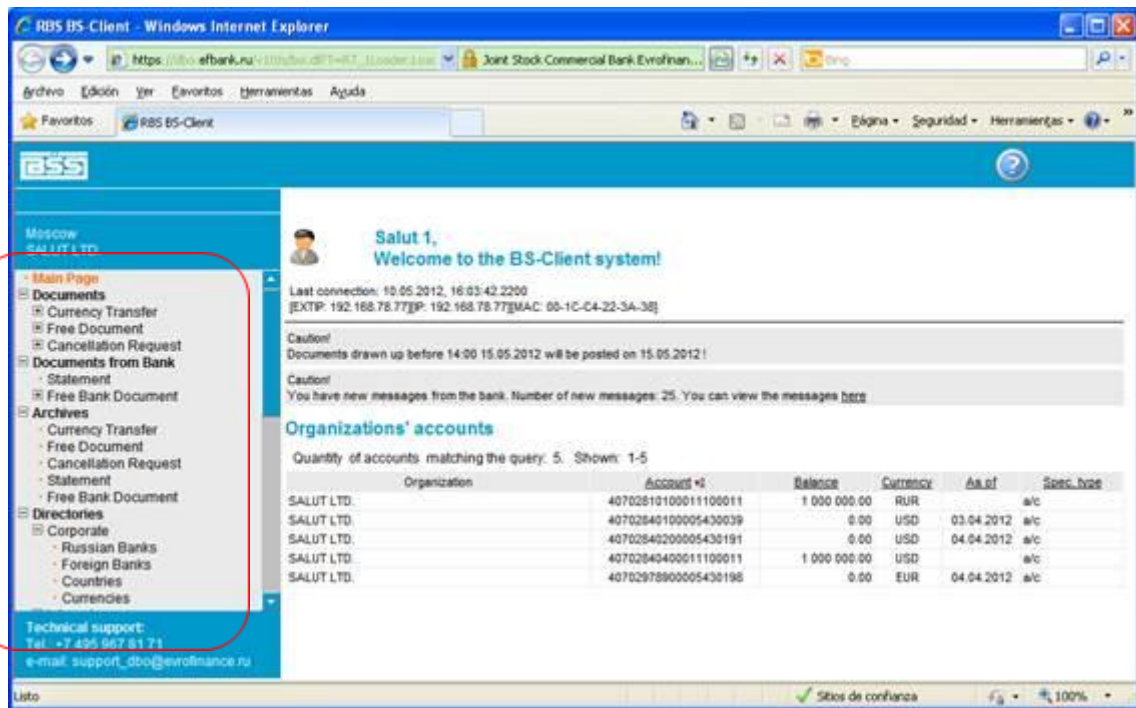 RBS BS-Client - Windows Internet Explorer
https://dbo.efbank.ru
Joint Stock Commercial Bank Evrofinan...
Bing
Archivo Edición Ver Favoritos Herramientas Ayuda
Favoritos RBS BS-Client Página Seguridad Herramientas
BSS
Moscow
SALUT LTD.
Main Page
Documents
Currency Transfer
Free Document
Cancellation Request
Documents from Bank
Statement
Free Bank Document
Archives
Currency Transfer
Free Document
Cancellation Request
Statement
Free Bank Document
Directories
Corporate
Russian Banks
Foreign Banks
Countries
Currencies
Technical support:
Tel.: +7 495 967 81 71
e-mail: support_dbo@evrofinance.ru
Salut 1,
Welcome to the BS-Client system!
Last connection: 10.05.2012, 16:03:42.2200
[EXTIP: 192.168.78.77][IP: 192.168.78.77][MAC: 00-1C-C4-22-3A-38]
Caution!
Documents drawn up before 14:00 15.05.2012 will be posted on 15.05.2012 !
Caution!
You have new messages from the bank. Number of new messages: 25. You can view the messages here
Organizations' accounts
Quantity of accounts matching the query: 5. Shown: 1-5
Organization Account Balance Currency As of Spec. type
SALUT LTD. 40702810100011100011 1 000 000.00 RUR a/c
SALUT LTD. 40702840100005430039 0.00 USD 03.04.2012 a/c
SALUT LTD. 40702840200005430191 0.00 USD 04.04.2012 a/c
SALUT LTD. 40702840400011100011 1 000 000.00 USD a/c
SALUT LTD. 40702978900005430198 0.00 EUR 04.04.2012 a/c
Listo Sitios de confianza 100%